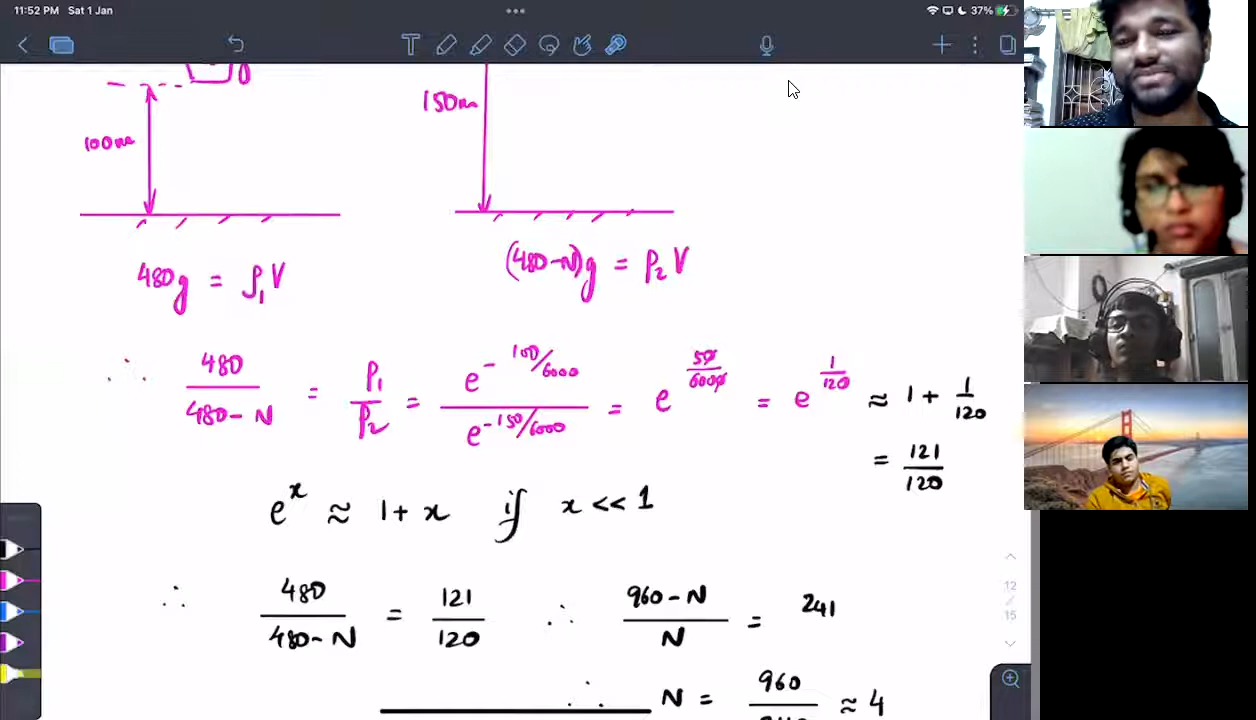 11:52 PM Sat 1 Jan
37%
100m
150m
480g = ρ₁V
(480-N)g = ρ₂V
∴ 480/(480-N) = ρ₁/ρ₂ = e^(-100/6000)/e^(-150/6000) = e^(50/6000) = e^(1/120) ≈ 1 + 1/120
= 121/120
e^x ≈ 1 + x if x << 1
∴ 480/(480-N) = 121/120 ∴ (960-N)/N = 241
∴ N = 960/ ≈ 4
12
/
15